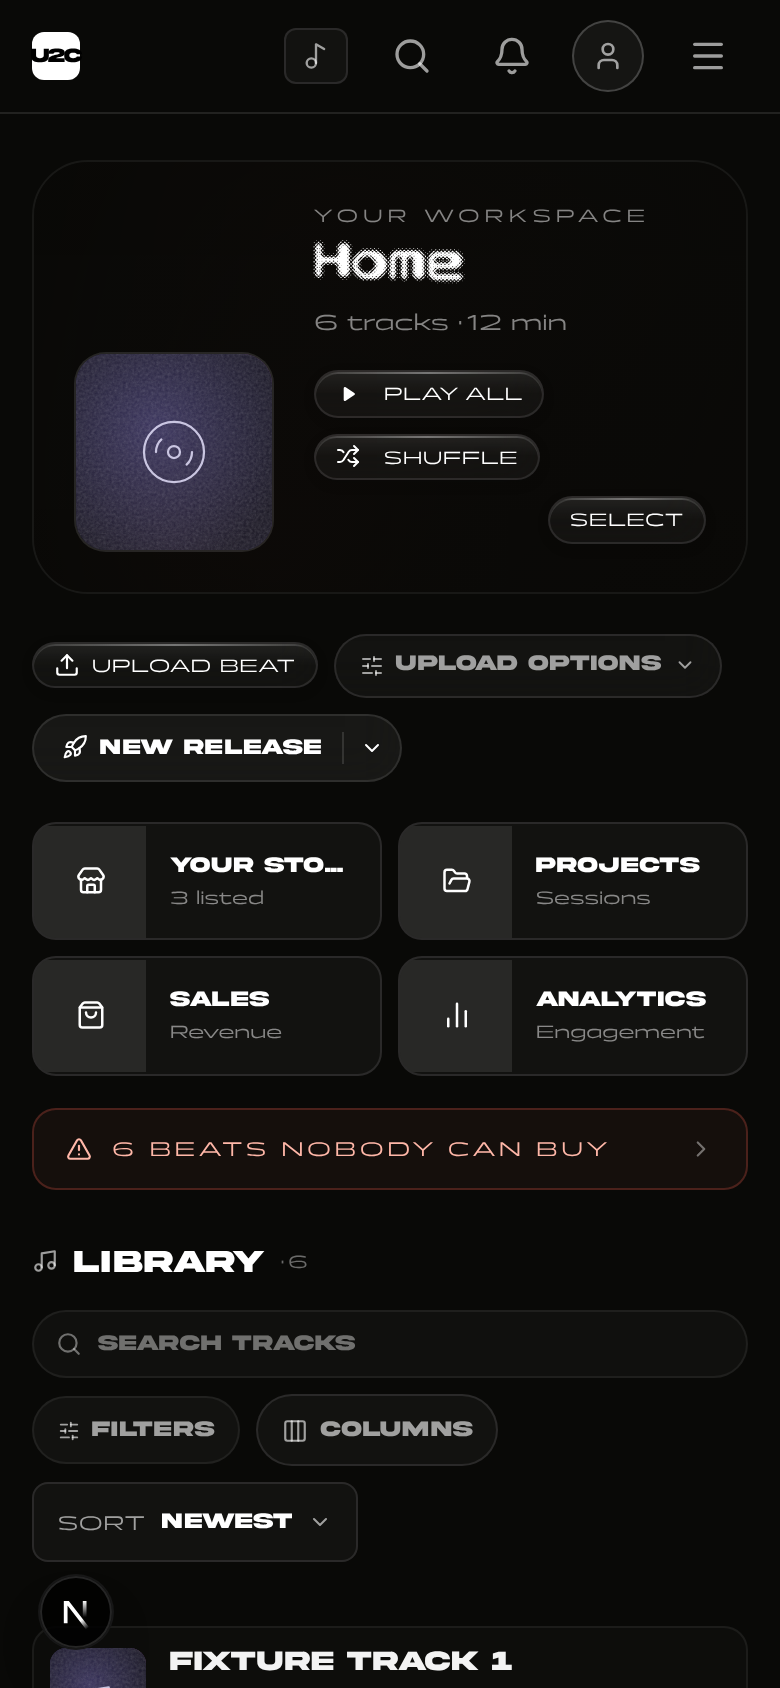 U2C
YOUR WORKSPACE
Home
6 tracks · 12 min
PLAY ALL
SHUFFLE
SELECT
UPLOAD BEAT
UPLOAD OPTIONS
NEW RELEASE
YOUR STO...
3 listed
PROJECTS
Sessions
SALES
Revenue
ANALYTICS
Engagement
6 BEATS NOBODY CAN BUY
LIBRARY · 6
SEARCH TRACKS
FILTERS
COLUMNS
SORT NEWEST
N
FIXTURE TRACK 1